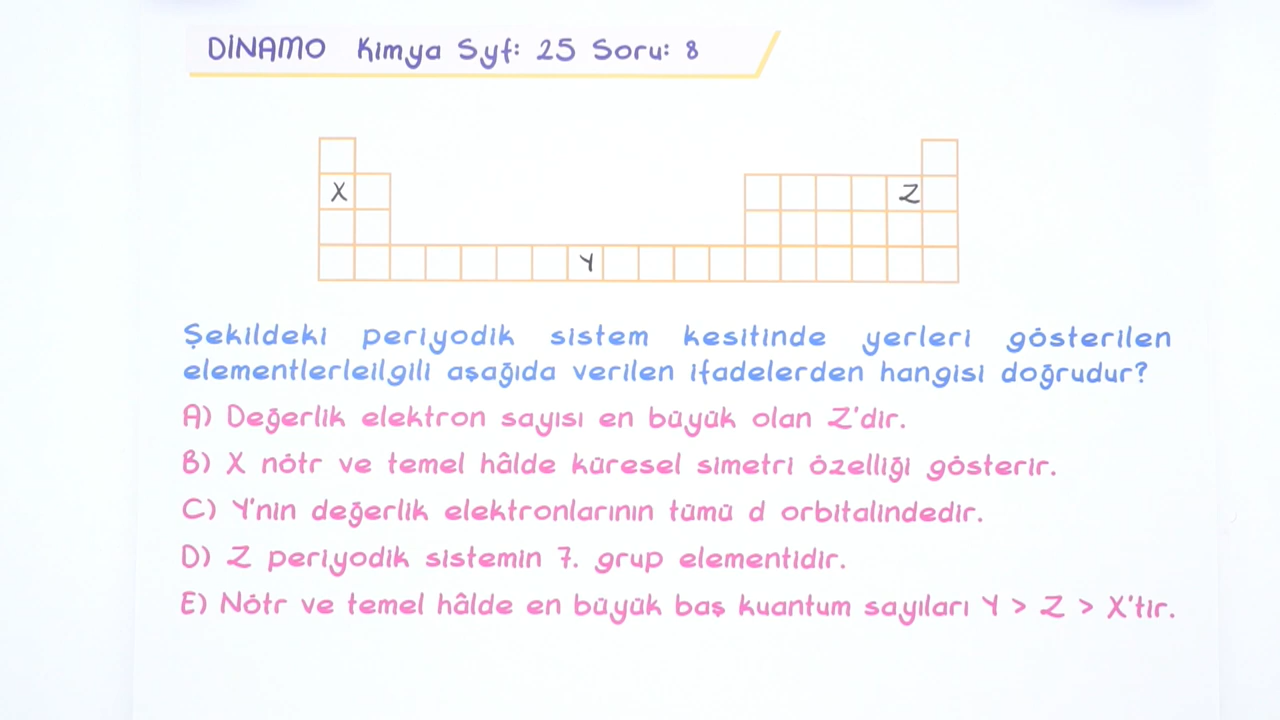 DİNAMO Kimya Syf: 25 Soru: 8
X
Z
Y
Şekildeki periyodik sistem kesitinde yerleri gösterilen
elementlerleilgili aşağıda verilen ifadelerden hangisi doğrudur?
A) Değerlik elektron sayısı en büyük olan Z'dir.
B) X nötr ve temel hâlde küresel simetri özelliği gösterir.
C) Y'nin değerlik elektronlarının tümü d orbitalindedir.
D) Z periyodik sistemin 7. grup elementidir.
E) Nötr ve temel hâlde en büyük baş kuantum sayıları Y > Z > X'tir.